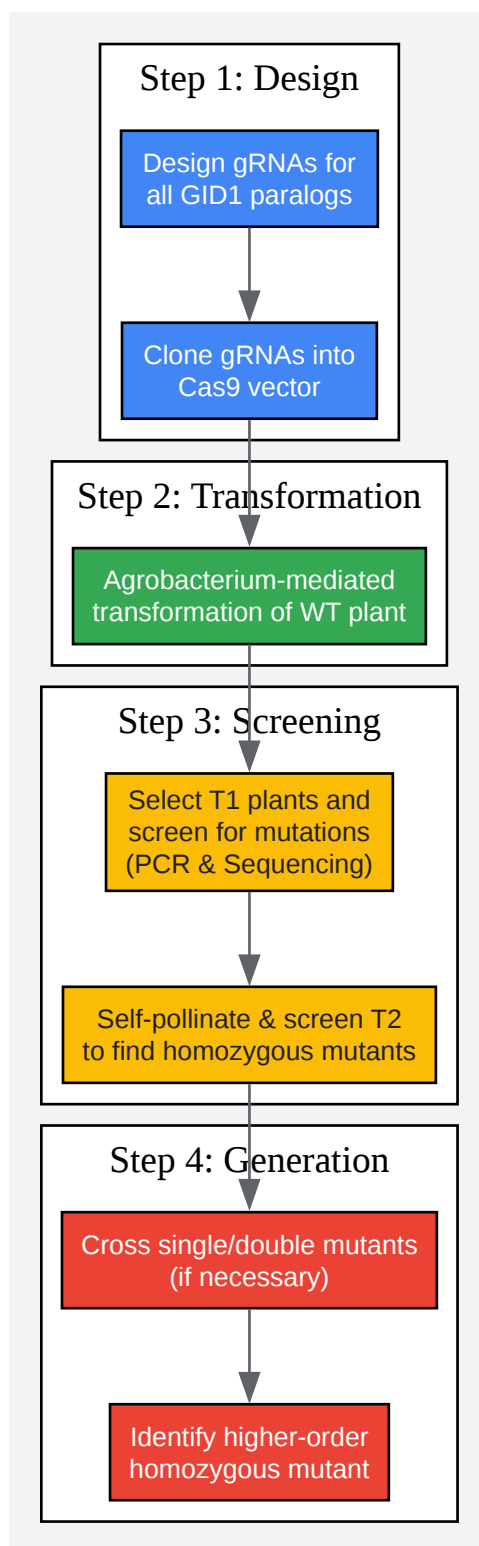 Step 1: Design
Design gRNAs for
all GID1 paralogs
Clone gRNAs into
Cas9 vector
Step 2: Transformation
Agrobacterium-mediated
transformation of WT plant
Step 3: Screening
Select T1 plants and
screen for mutations
(PCR & Sequencing)
Self-pollinate & screen T2
to find homozygous mutants
Step 4: Generation
Cross single/double mutants
(if necessary)
Identify higher-order
homozygous mutant